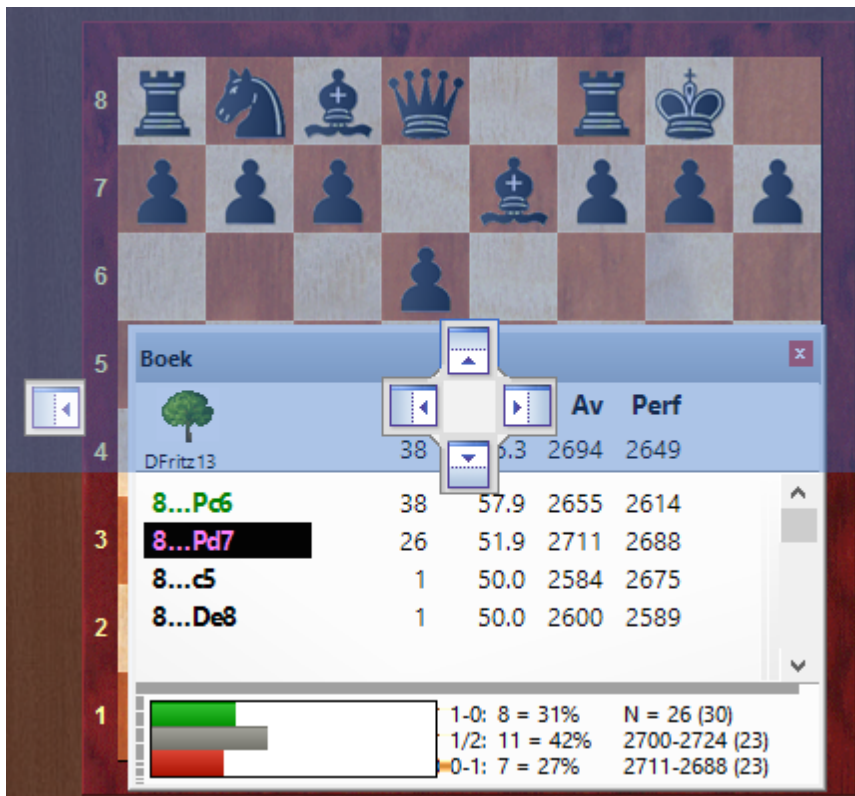 8
7
6
5
4
3
2
1
Boek
x
Av Perf
DFritz13
38 2694 2649
8...Pc6 38 57.9 2655 2614
8...Pd7 26 51.9 2711 2688
8...c5 1 50.0 2584 2675
8...De8 1 50.0 2600 2589
1-0: 8 = 31% N = 26 (30)
1/2: 11 = 42% 2700-2724 (23)
0-1: 7 = 27% 2711-2688 (23)